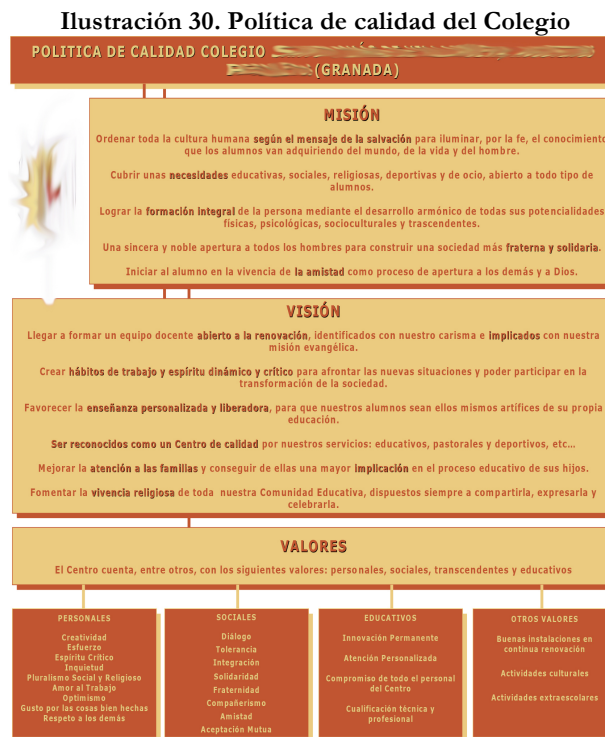 Ilustración 30. Política de calidad del Colegio
POLITICA DE CALIDAD COLEGIO
(GRANADA)
MISIÓN
Ordenar toda la cultura humana según el mensaje de la salvación para iluminar, por la fe, el conocimiento
que los alumnos van adquiriendo del mundo, de la vida y del hombre.
Cubrir unas necesidades educativas, sociales, religiosas, deportivas y de ocio, abierto a todo tipo de
alumnos.
Lograr la formación integral de la persona mediante el desarrollo armónico de todas sus potencialidades
físicas, psicológicas, socioculturales y trascendentes.
Una sincera y noble apertura a todos los hombres para construir una sociedad más fraterna y solidaria.
Iniciar al alumno en la vivencia de la amistad como proceso de apertura a los demás y a Dios.
VISIÓN
Llegar a formar un equipo docente abierto a la renovación, identificados con nuestro carisma e implicados con nuestra
misión evangélica.
Crear hábitos de trabajo y espíritu dinámico y crítico para afrontar las nuevas situaciones y poder participar en la
transformación de la sociedad.
Favorecer la enseñanza personalizada y liberadora, para que nuestros alumnos sean ellos mismos artífices de su propia
educación.
Ser reconocidos como un Centro de calidad por nuestros servicios: educativos, pastorales y deportivos, etc...
Mejorar la atención a las familias y conseguir de ellas una mayor implicación en el proceso educativo de sus hijos.
Fomentar la vivencia religiosa de toda nuestra Comunidad Educativa, dispuestos siempre a compartirla, expresarla y
celebrarla.
VALORES
El Centro cuenta, entre otros, con los siguientes valores: personales, sociales, transcendentes y educativos
PERSONALES
Creatividad
Esfuerzo
Espíritu Crítico
Inquietud
Pluralismo Social y Religioso
Amor al Trabajo
Optimismo
Gusto por las cosas bien hechas
Respeto a los demás
SOCIALES
Diálogo
Tolerancia
Integración
Solidaridad
Fraternidad
Compañerismo
Amistad
Aceptación Mutua
EDUCATIVOS
Innovación Permanente
Atención Personalizada
Compromiso de todo el personal
del Centro
Cualificación técnica y
profesional
OTROS VALORES
Buenas instalaciones en
continua renovación
Actividades culturales
Actividades extraescolares